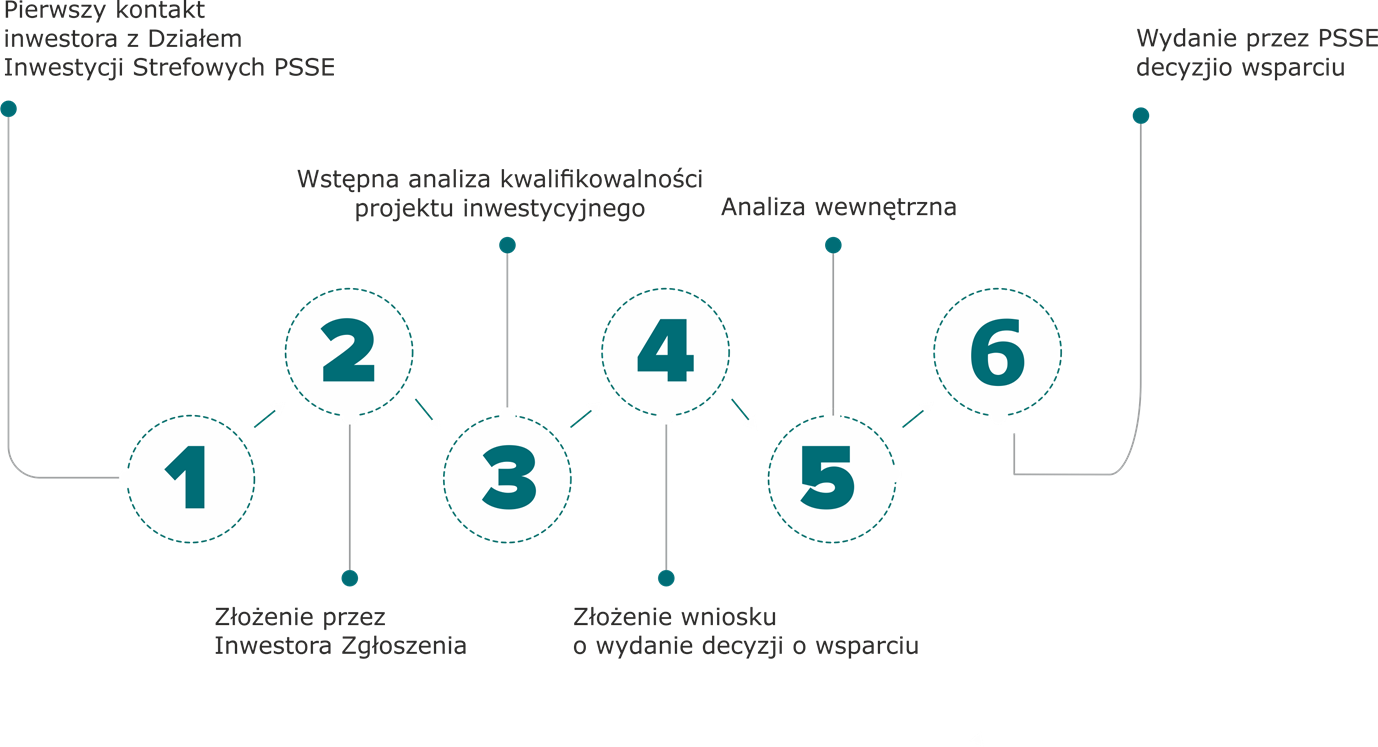 Pierwszy kontakt
inwestora z Działem
Inwestycji Strefowych PSSE
Wydanie przez PSSE
decyzjio wsparciu
Wstępna analiza kwalifikowalności
projektu inwestycyjnego
Analiza wewnętrzna
2
4
6
1
3
5
Złożenie przez
Inwestora Zgłoszenia
Złożenie wniosku
o wydanie decyzji o wsparciu